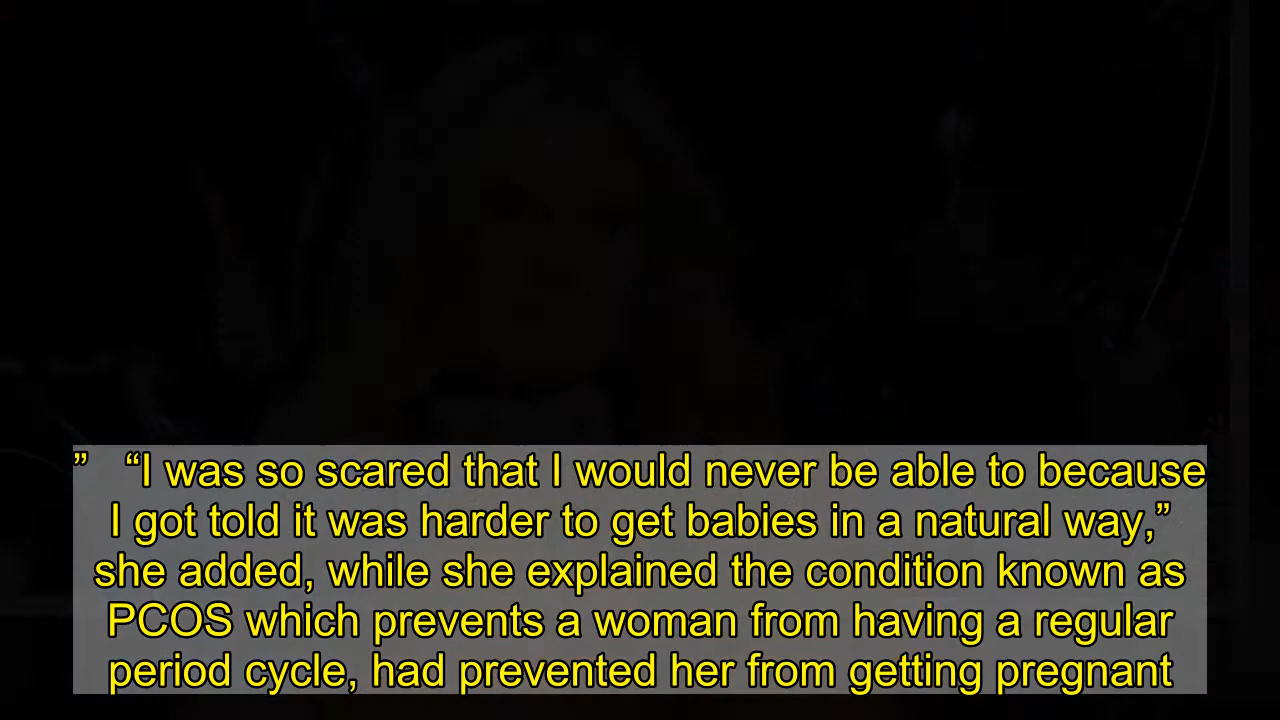 ” “I was so scared that I would never be able to because
I got told it was harder to get babies in a natural way,”
she added, while she explained the condition known as
PCOS which prevents a woman from having a regular
period cycle, had prevented her from getting pregnant